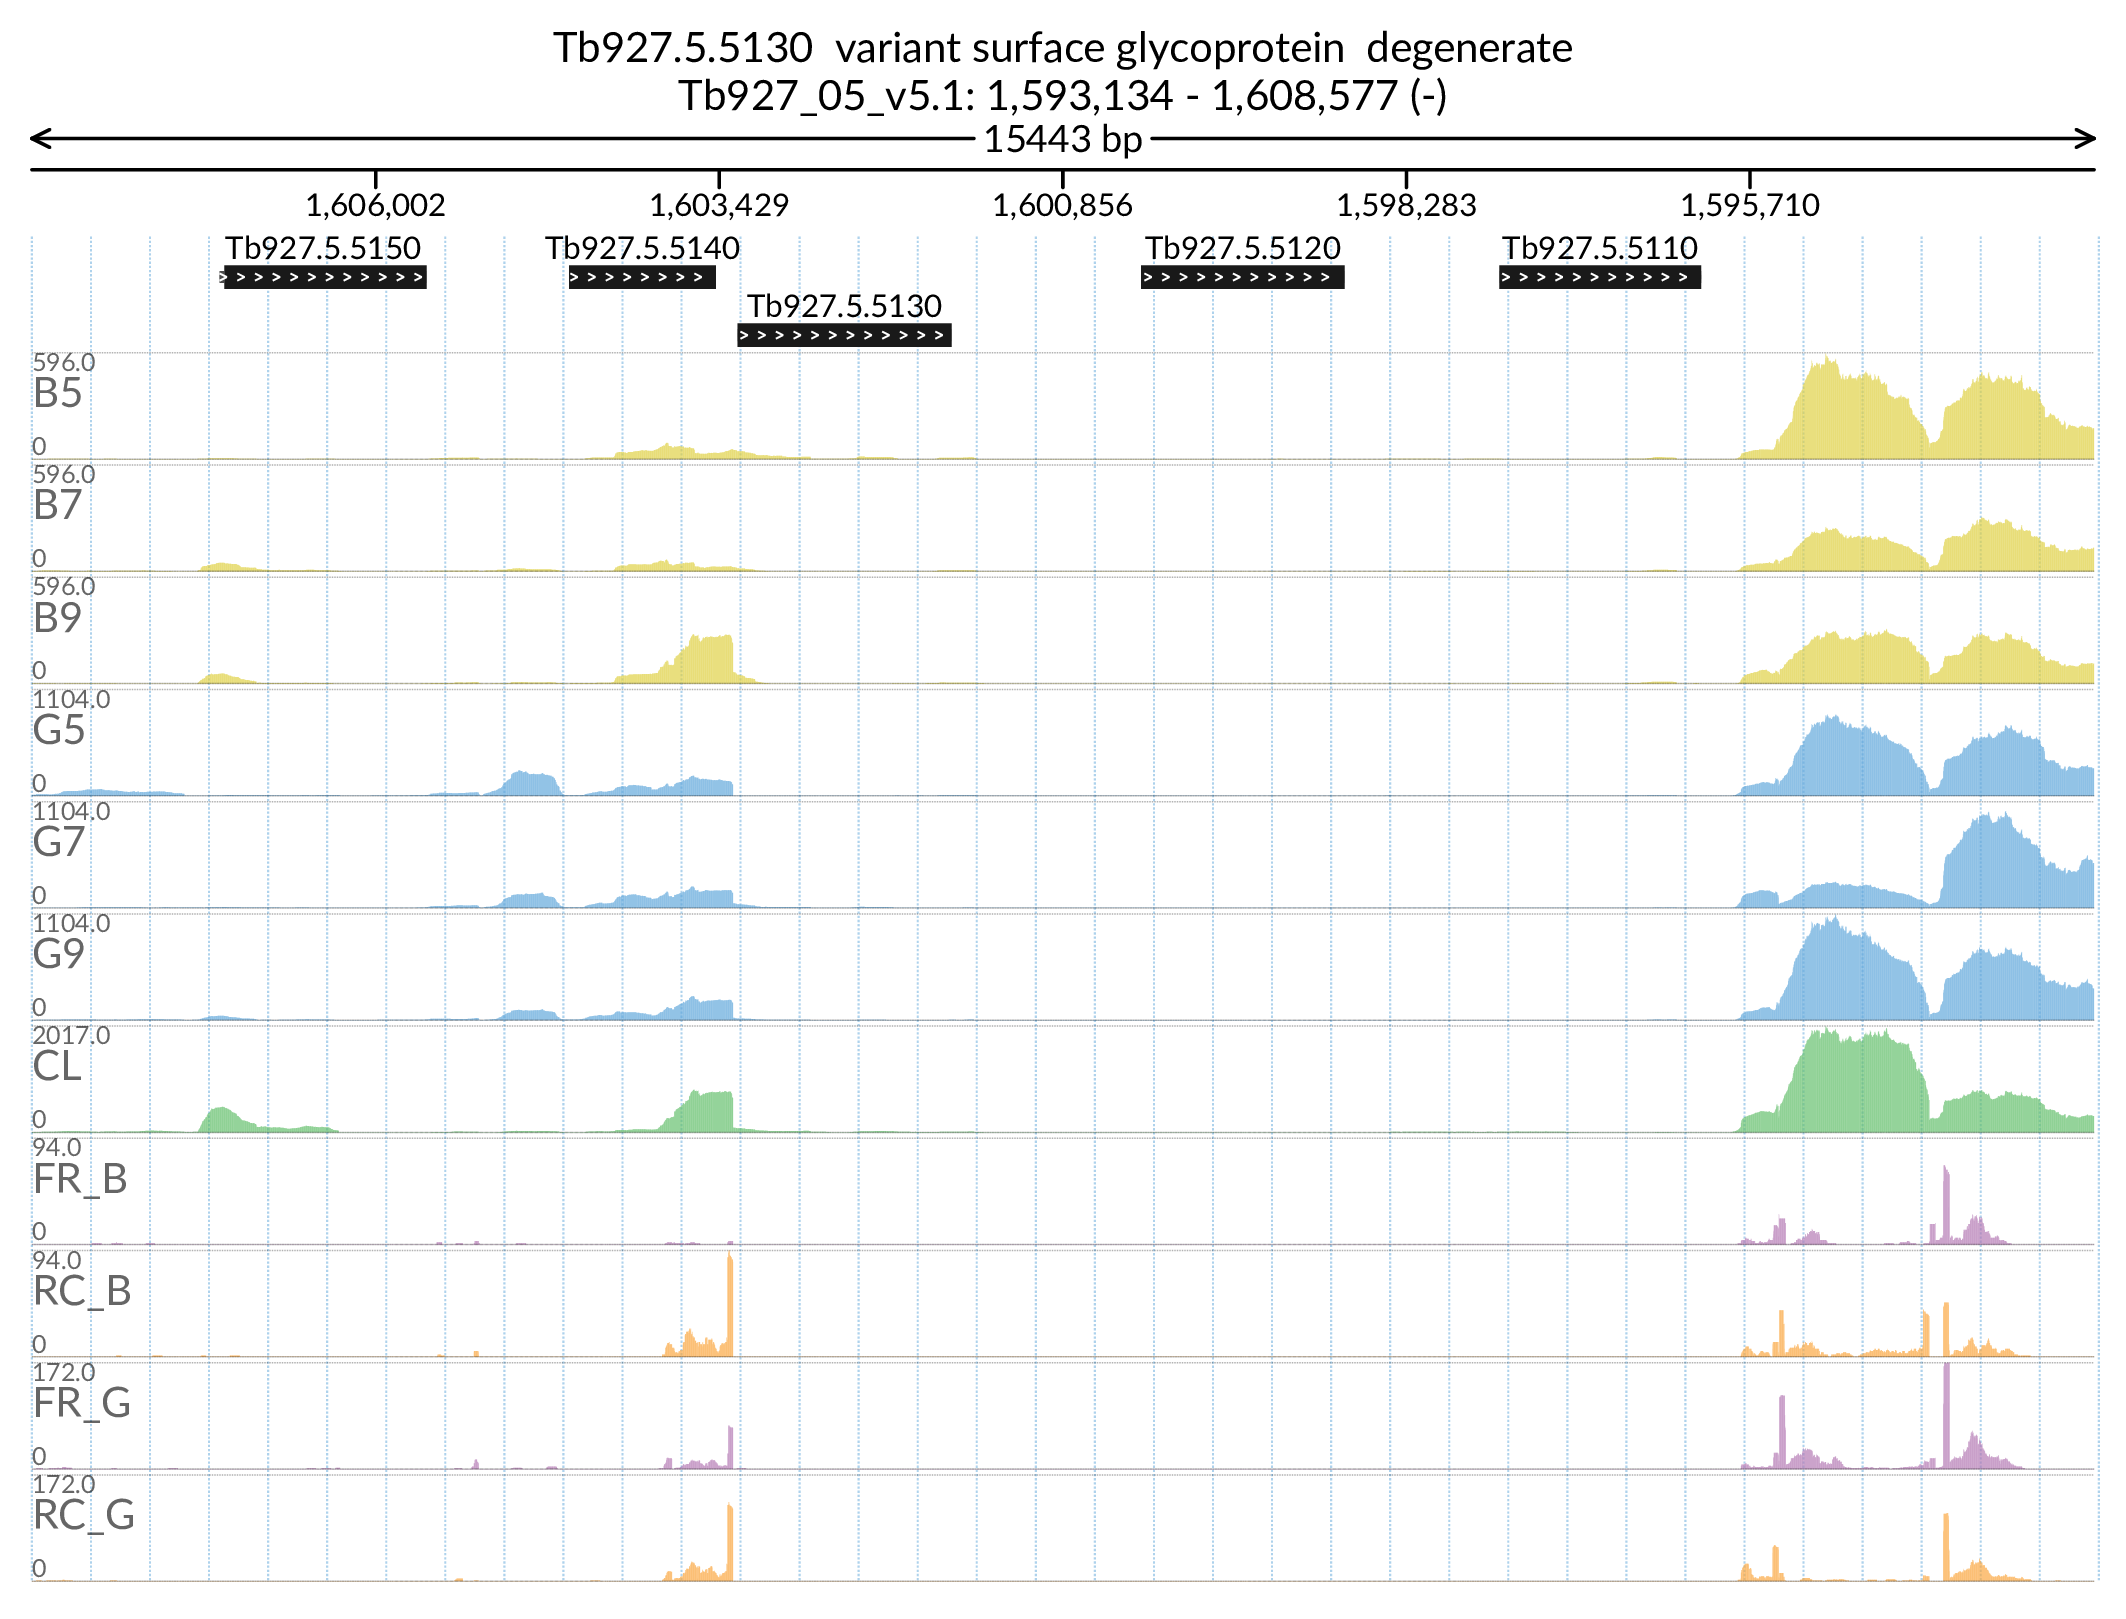 Tb927.5.5130  variant surface glycoprotein  degenerate
Tb927_05_v5.1: 1,593,134 - 1,608,577 (-)
15443 bp
1,606,002 1,603,429 1,600,856 1,598,283 1,595,710
Tb927.5.5150 Tb927.5.5140 Tb927.5.5120 Tb927.5.5110
Tb927.5.5130
596.0
B5
0
596.0
B7
0
596.0
B9
0
1104.0
G5
0
1104.0
G7
0
1104.0
G9
0
2017.0
CL
0
94.0
FR_B
0
94.0
RC_B
0
172.0
FR_G
0
172.0
RC_G
0